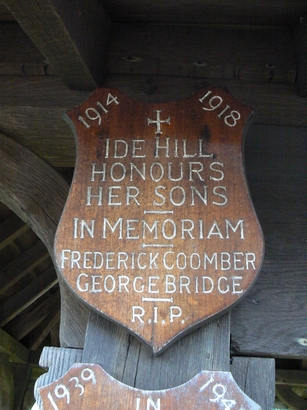 1914 1918
IDE HILL
HONOURS
HER SONS
IN MEMORIAM
FREDERICK COOMBER
GEORGE BRIDGE
R.I.P.
1939
IN